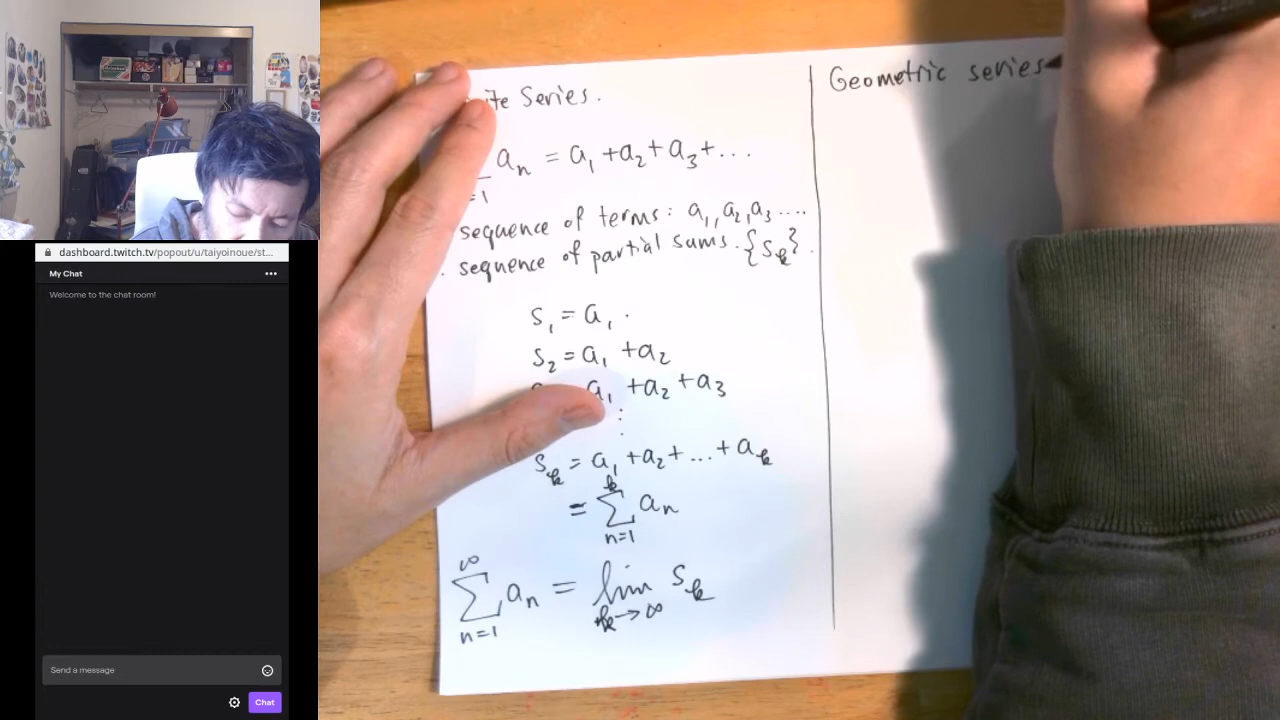 dashboard.twitch.tv/popout/u/taiyoinoue/st...
My Chat
Welcome to the chat room!
Send a message
Chat
Series.
a_n = a_1 + a_2 + a_3 + ...
=1
sequence of terms: a_1, a_2, a_3 ....
. sequence of partial sums. {s_k}.
s_1 = a_1.
s_2 = a_1 + a_2
a_1 + a_2 + a_3
⋮
s_k = a_1 + a_2 + ... + a_k
= ∑_{n=1}^{k} a_n
∑_{n=1}^{∞} a_n = lim_{k→∞} s_k
Geometric series